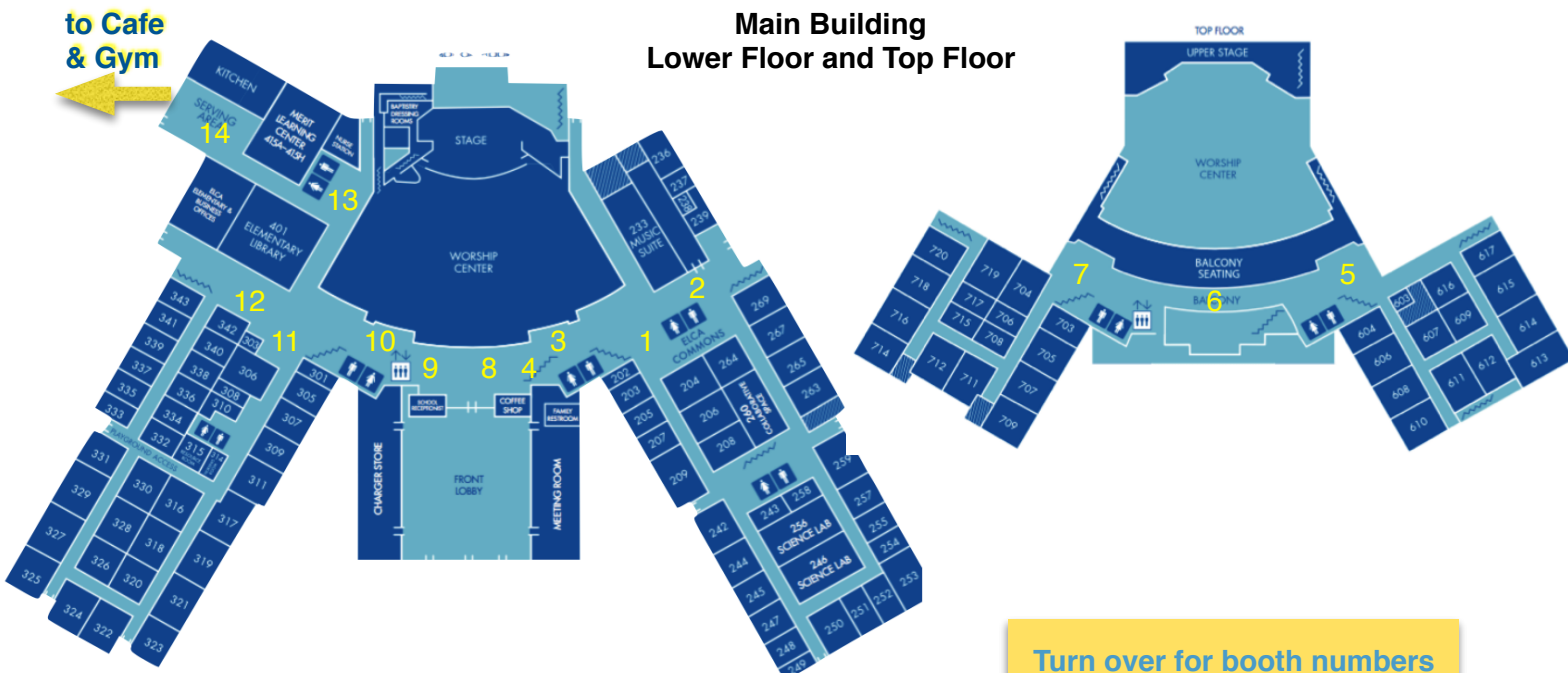 to Cafe
& Gym
Main Building
Lower Floor and Top Floor
TOP FLOOR
UPPER STAGE
KITCHEN
SERVING
AREA
14
MERIT
LEARNING
CENTER
415A-415H
NURSE
STATION
BAPTISTRY
DRESSING
ROOMS
STAGE
13
ELCA
ELEMENTARY &
BUSINESS
OFFICES
401
ELEMENTARY
LIBRARY
WORSHIP
CENTER
233
MUSIC
SUITE
236
237
238
239
2
12
11
10
9
8
4
3
1
ELCA
COMMONS
343
341
339
337
335
333
342
303
340
338
336
334
332
306
308
310
315
RESOURCE
ROOM
314
301
305
307
309
311
PLAYGROUND ACCESS
331
329
327
325
330
316
328
318
326
320
324
322
317
319
321
323
SCHOOL
RECEPTIONIST
COFFEE
SHOP
FAMILY
RESTROOM
CHARGER STORE
FRONT
LOBBY
MEETING ROOM
202
203
205
207
209
204
206
208
264
260
COLLABORATIVE
SPACE
269
267
265
263
259
257
255
254
253
252
251
250
243
258
256
SCIENCE LAB
246
SCIENCE LAB
242
244
245
247
248
249
WORSHIP
CENTER
BALCONY
SEATING
BALCONY
7
6
5
720
718
716
714
719
704
717
706
715
708
712
711
703
705
707
709
603
616
607
609
617
615
614
613
612
611
604
606
608
610
Turn over for booth numbers